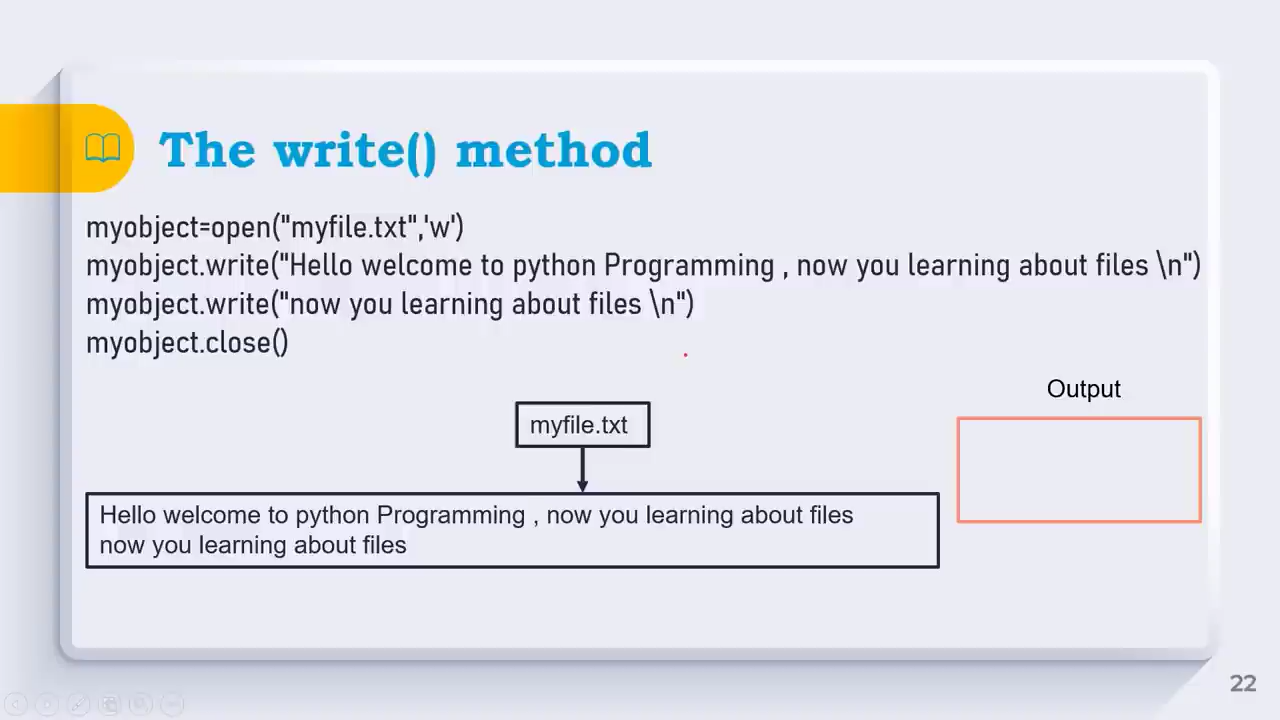 The write() method
myobject=open("myfile.txt",'w')
myobject.write("Hello welcome to python Programming , now you learning about files \n")
myobject.write("now you learning about files \n")
myobject.close()
Output
myfile.txt
Hello welcome to python Programming , now you learning about files
now you learning about files
22